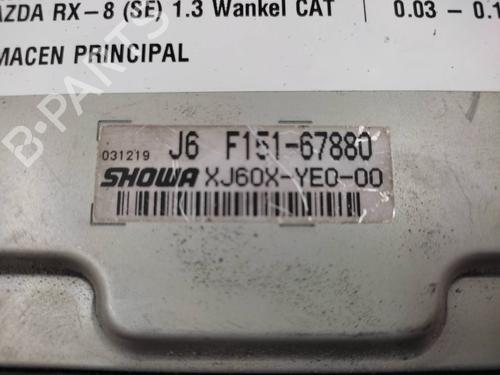 AZDA RX-8 (SE) 1.3 Wankel CAT
0.03 - 0.1
MACEN PRINCIPAL
B-PARTS
031219 J6 F151-67880
SHOWA XJ60X-YE0-00